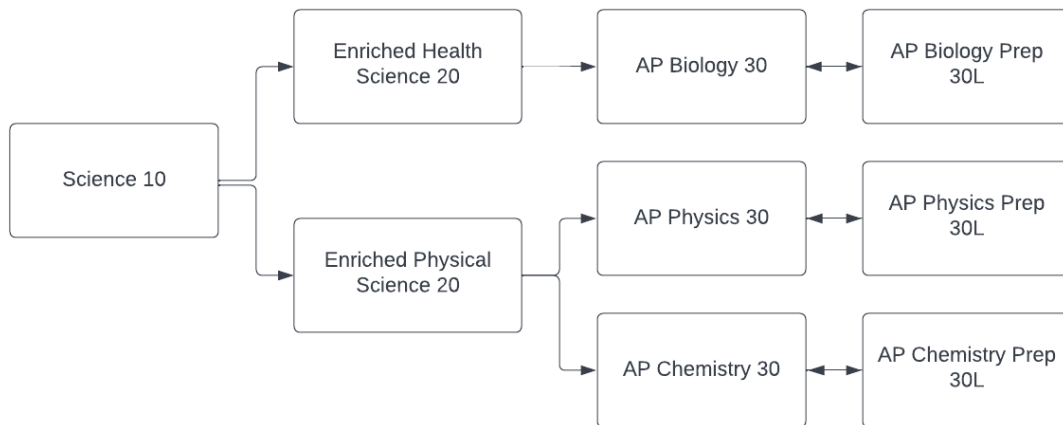 Enriched Health
Science 20
AP Biology 30
AP Biology Prep
30L
Science 10
AP Physics 30
AP Physics Prep
30L
Enriched Physical
Science 20
AP Chemistry 30
AP Chemistry Prep
30L